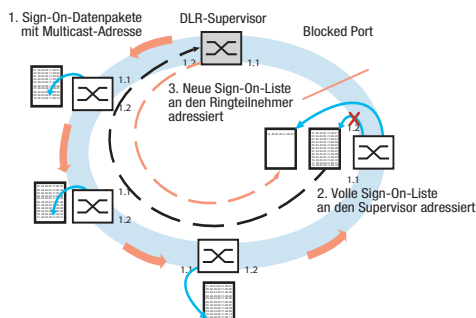 1. Sign-On-Datenpakete
mit Multicast-Adresse
DLR-Supervisor
Blocked Port
1.2
1.1
3. Neue Sign-On-Liste
an den Ringteilnehmer
adressiert
1.1
1.2
1.2
1.1
2. Volle Sign-On-Liste
an den Supervisor adressiert
1.1
1.2
1.1
1.2